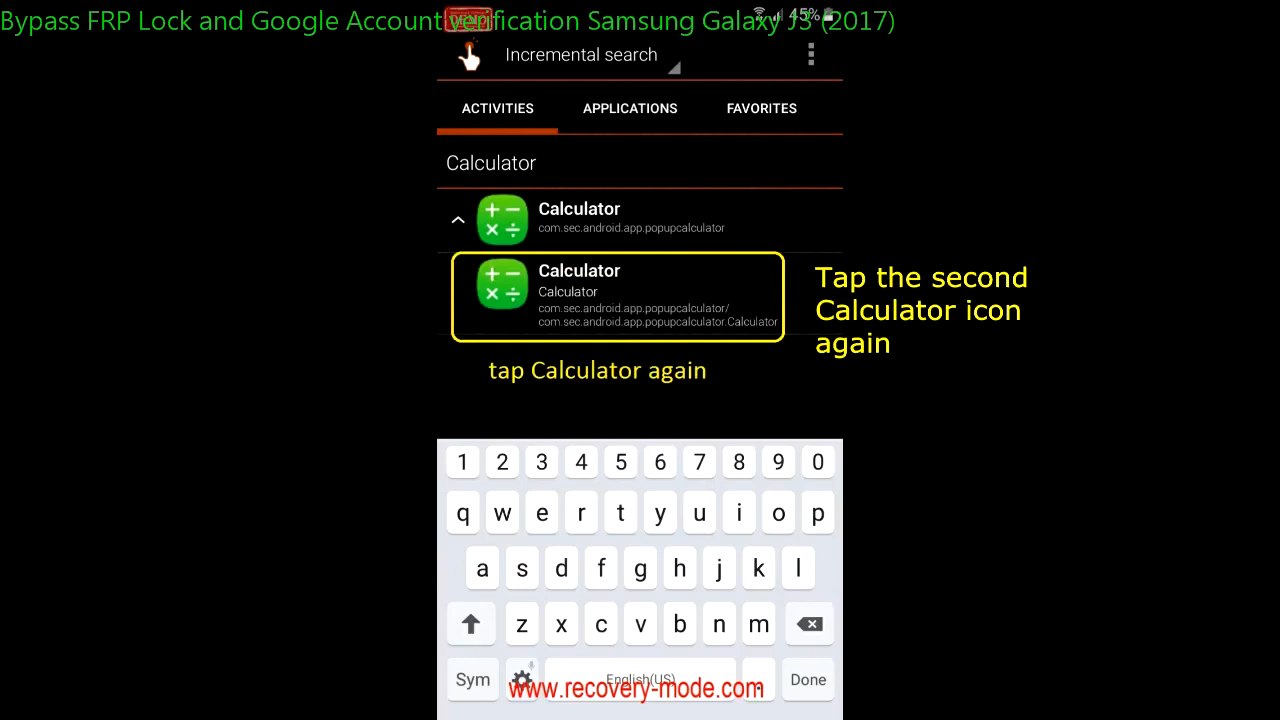 Bypass FRP Lock and Google Account verification Samsung Galaxy J3 (2017)
45%
Incremental search
ACTIVITIES APPLICATIONS FAVORITES
Calculator
Calculator
com.sec.android.app.popupcalculator
Calculator
Calculator
com.sec.android.app.popupcalculator/
com.sec.android.app.popupcalculator.Calculator
Tap the second
Calculator icon
again
tap Calculator again
1 2 3 4 5 6 7 8 9 0
q w e r t y u i o p
a s d f g h j k l
z x c v b n m
Sym English(US) . Done
www.recovery-mode.com